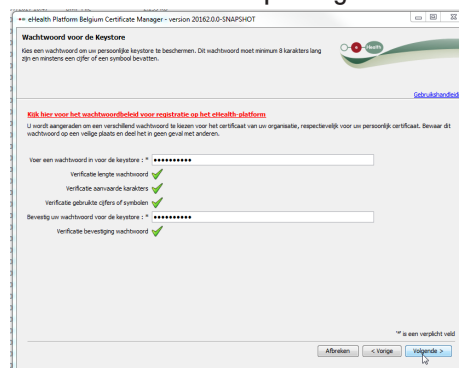 eHealth Platform Belgium Certificate Manager - version 20162.0.0-SNAPSHOT
Wachtwoord voor de Keystore
Kies een wachtwoord om uw persoonlijke keystore te beschermen. Dit wachtwoord moet minimum 8 karakters lang
zijn en minstens een cijfer of een symbool bevatten.
eHealth
Gebruikshandleid
Kijk hier voor het wachtwoordbeleid voor registratie op het eHealth-platform
U wordt aangeraden om een verschillend wachtwoord te kiezen voor het certificaat van uw organisatie, respectievelijk voor uw persoonlijk certificaat. Bewaar dit
wachtwoord op een veilige plaats en deel het in geen geval met anderen.
Voer een wachtwoord in voor de keystore : * ●●●●●●●●●●
Verificatie lengte wachtwoord
Verificatie aanvaarde karakters
Verificatie gebruikte cijfers of symbolen
Bevestig uw wachtwoord voor de keystore : * ●●●●●●●●●●
Verificatie bevestiging wachtwoord
"*" is een verplicht veld
Afbreken < Vorige Volgende >